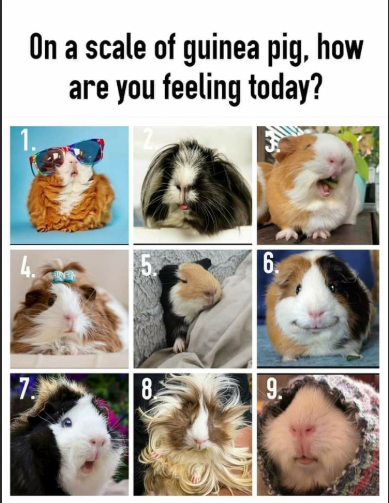 On a scale of guinea pig, how
are you feeling today?
1. 2. 3.
4. 5. 6.
7. 8. 9.